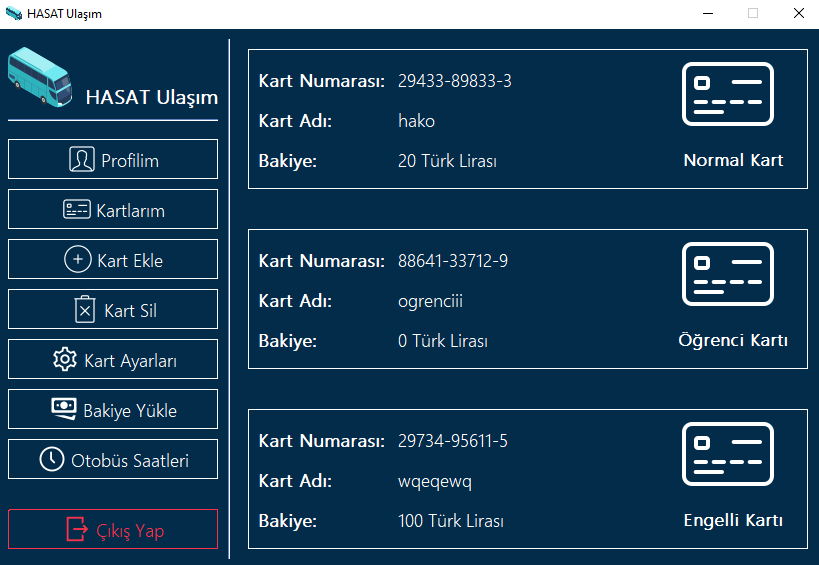 HASAT Ulaşım
HASAT Ulaşım
Profilim
Kartlarım
Kart Ekle
Kart Sil
Kart Ayarları
Bakiye Yükle
Otobüs Saatleri
Çıkış Yap
Kart Numarası: 29433-89833-3
Kart Adı: hako
Bakiye: 20 Türk Lirası
Normal Kart
Kart Numarası: 88641-33712-9
Kart Adı: ogrenciii
Bakiye: 0 Türk Lirası
Öğrenci Kartı
Kart Numarası: 29734-95611-5
Kart Adı: wqeqewq
Bakiye: 100 Türk Lirası
Engelli Kartı